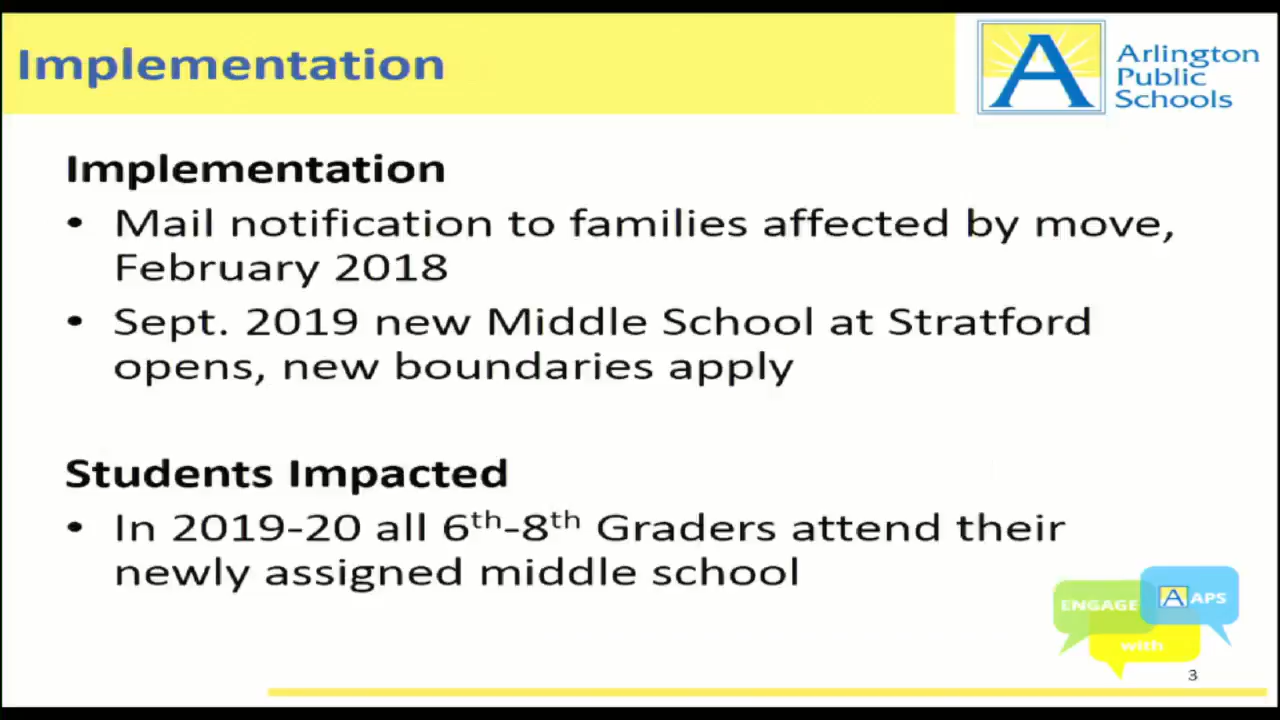 Implementation
A
Arlington
Public
Schools
Implementation
• Mail notification to families affected by move,
February 2018
• Sept. 2019 new Middle School at Stratford
opens, new boundaries apply
Students Impacted
• In 2019-20 all 6th-8th Graders attend their
newly assigned middle school
ENGAGE
with
A APS
3